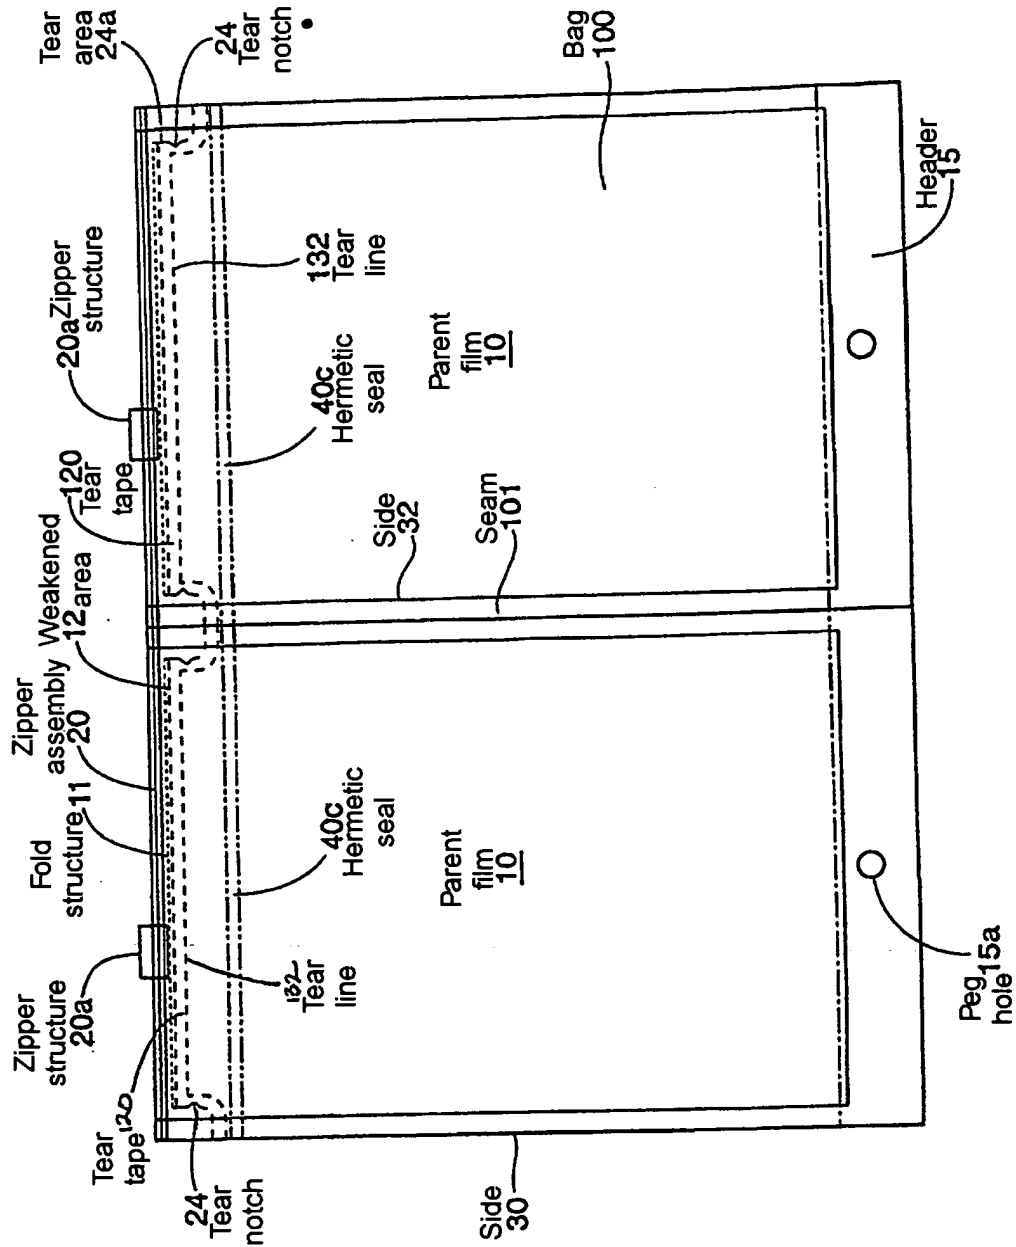 Tear
area
24a
24
Tear
notch
Bag
100
20a Zipper
structure
132
Tear
line
Header
15
120
Tear
tape
40c
Hermetic
seal
Parent
film
10
Weakened
12 area
Side
32
Seam
101
Zipper
assembly
20
Fold
structure 11
40c
Hermetic
seal
Parent
film
10
Zipper
structure
20a
132
Tear
line
Peg 15a
hole
Tear
tape 120
24
Tear
notch
Side
30